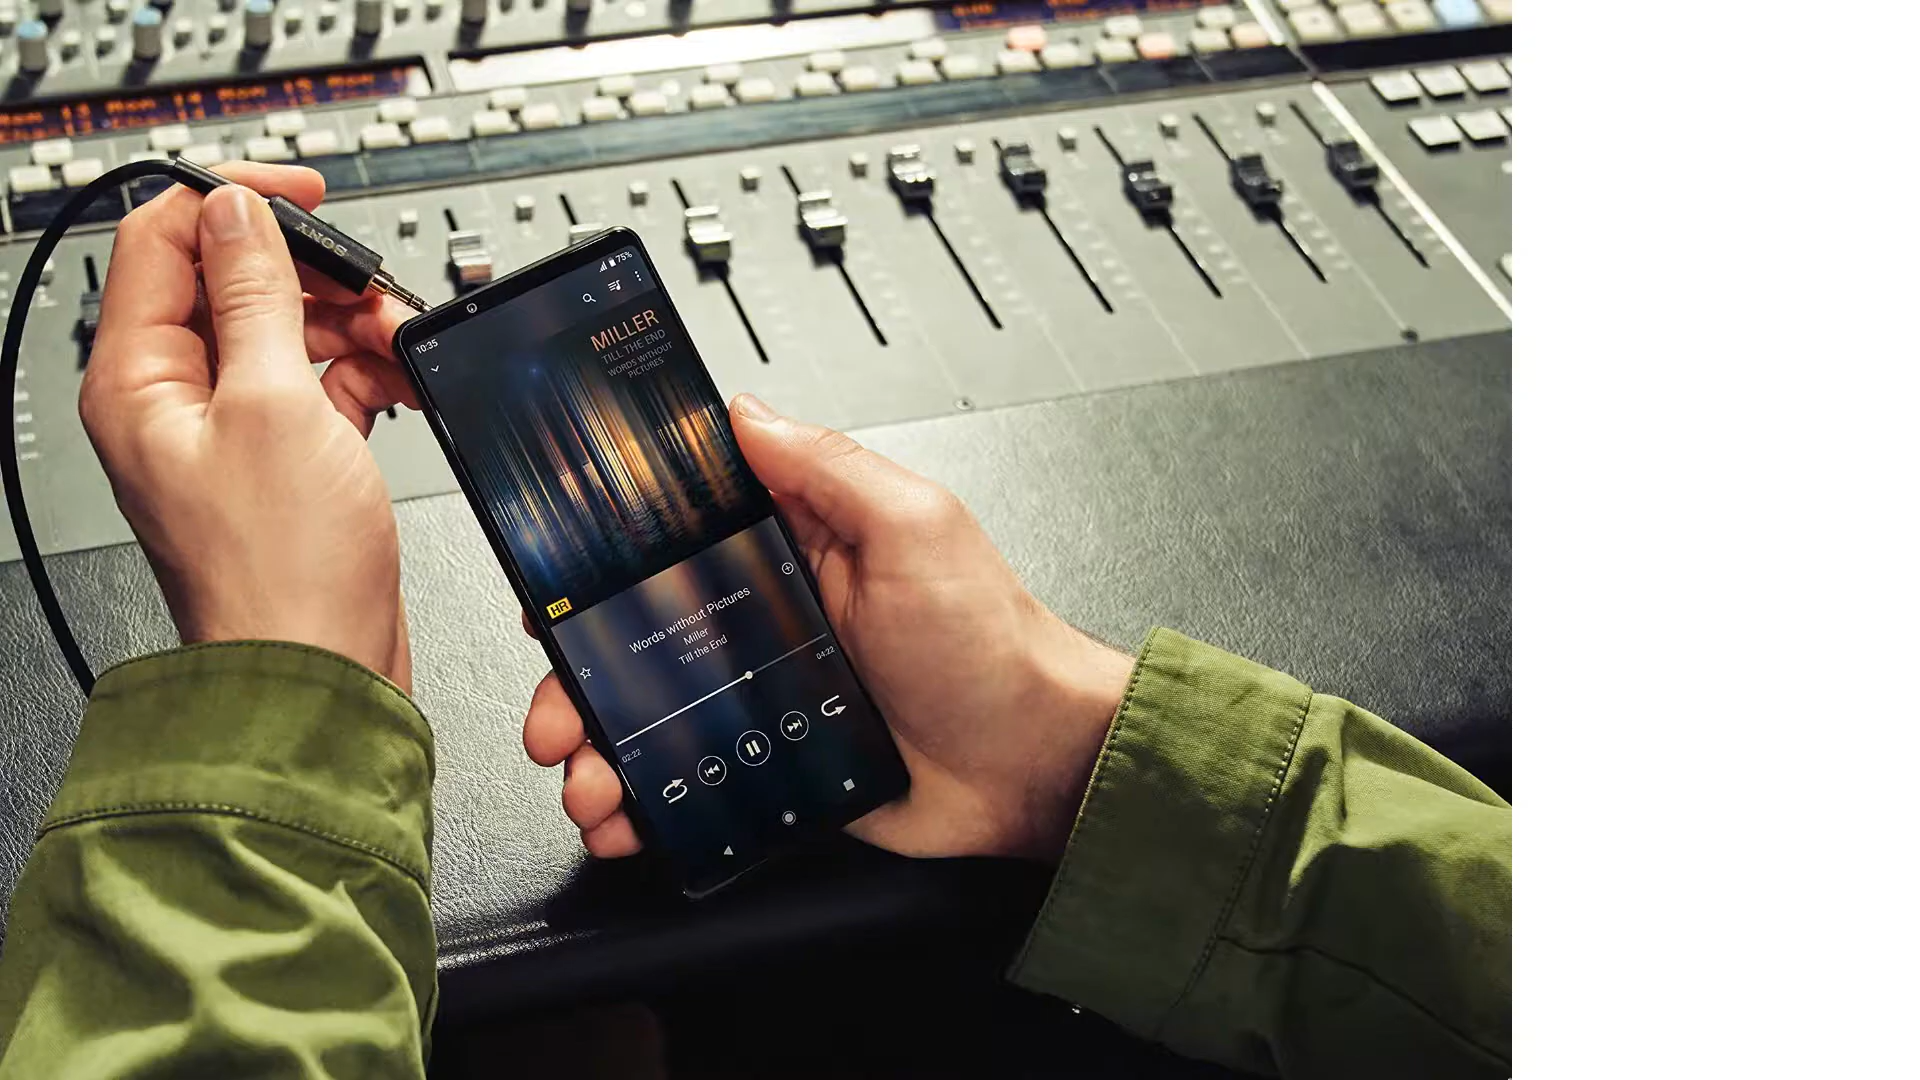 SONY
75%
10:35
MILLER
TILL THE END
WORDS WITHOUT
PICTURES
HR
Words without Pictures
Miller
Till the End
02:22
04:22